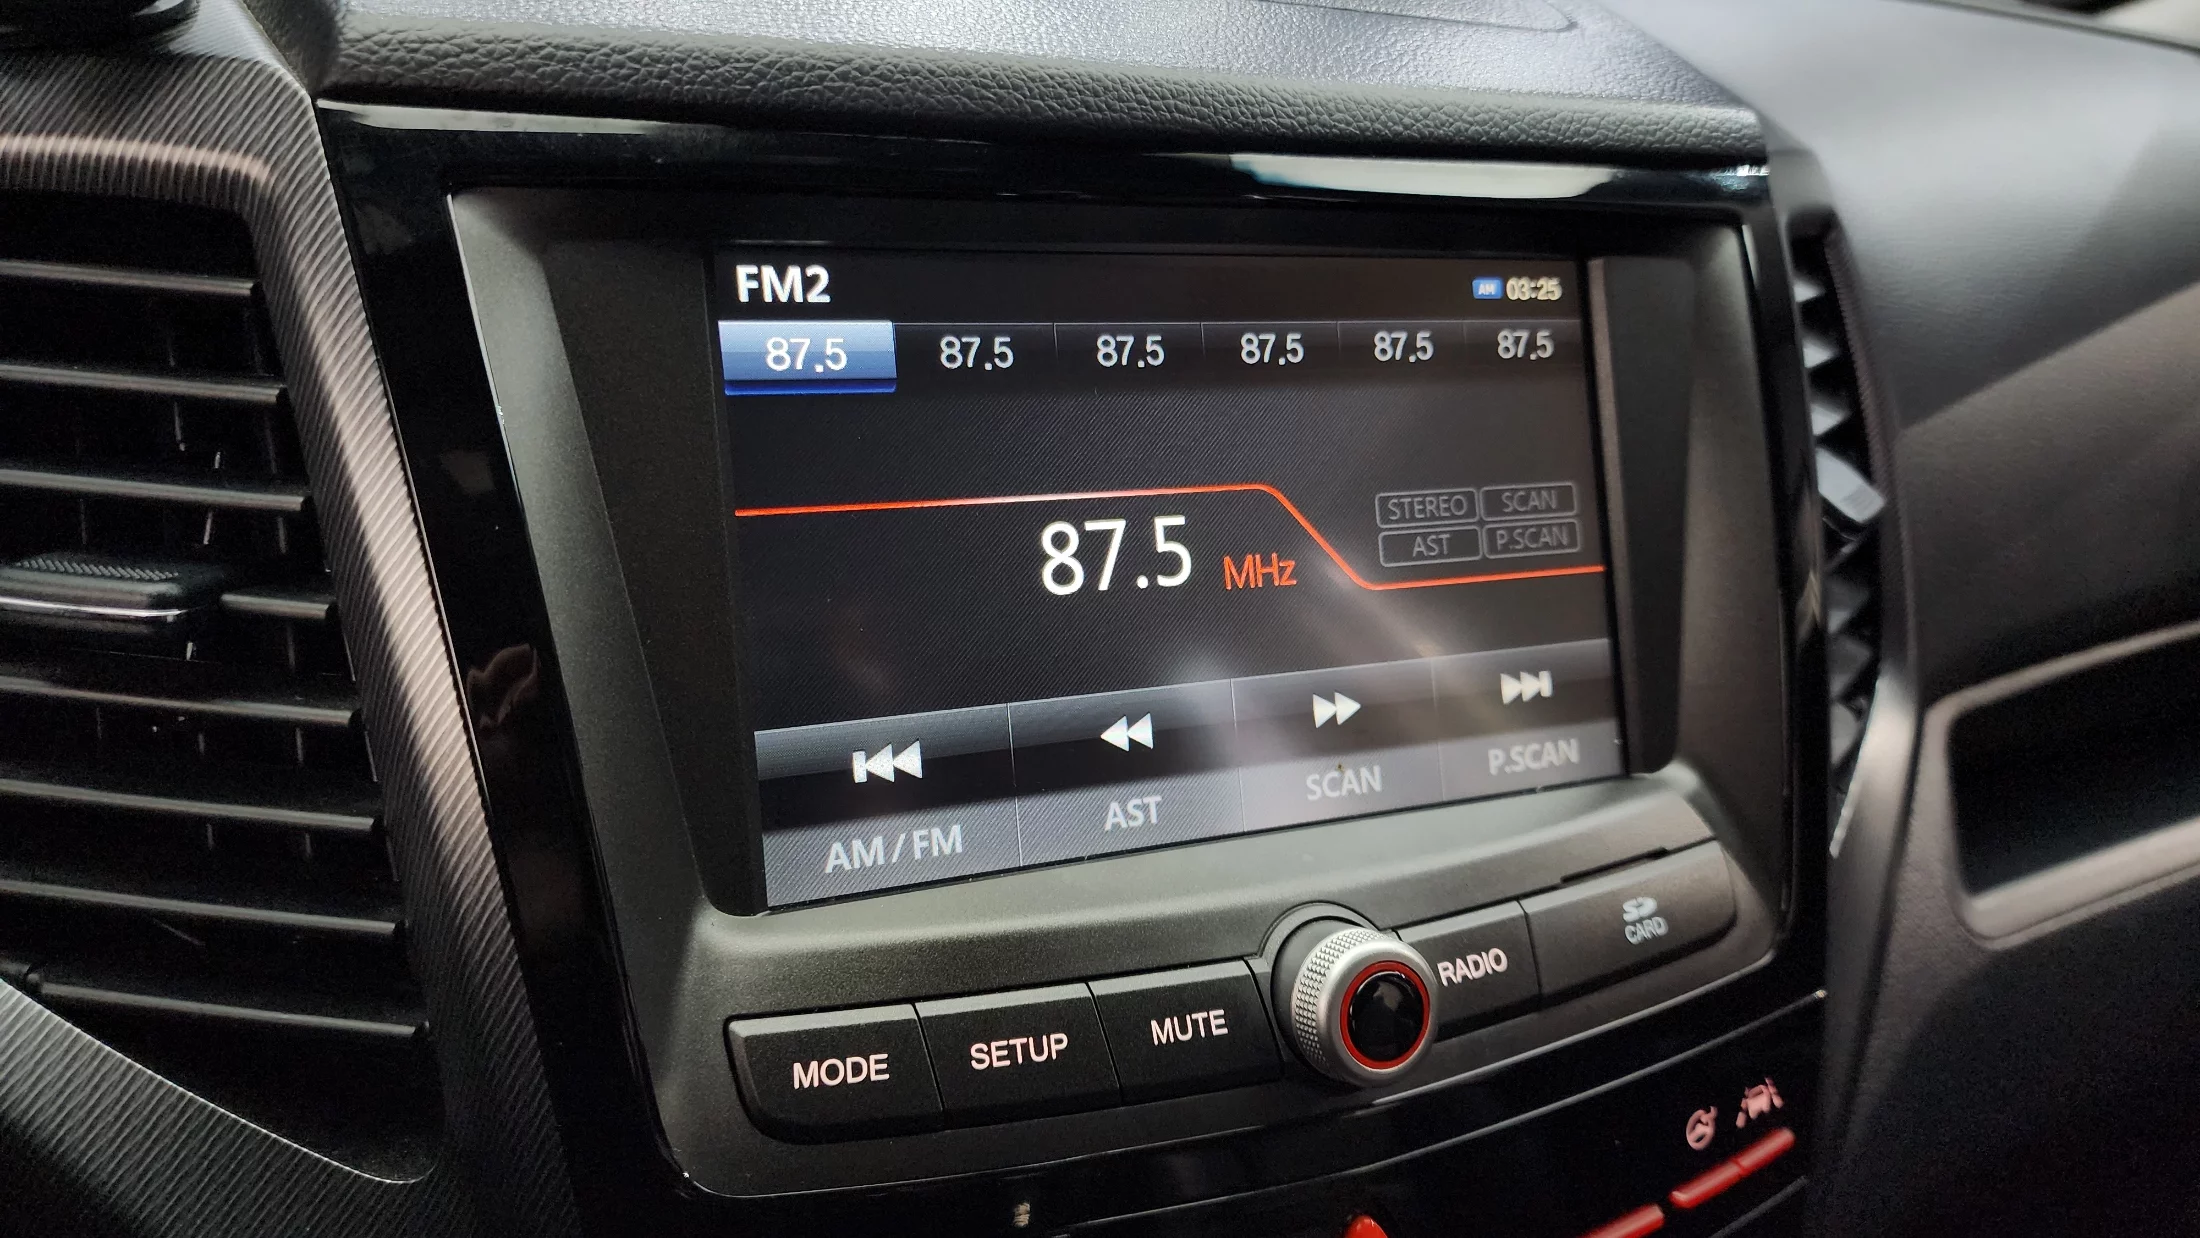 FM2
AM 03:25
87.5 87.5 87.5 87.5 87.5 87.5
STEREO SCAN
AST P.SCAN
87.5 MHz
AM/FM AST SCAN P.SCAN
MODE SETUP MUTE RADIO SD CARD